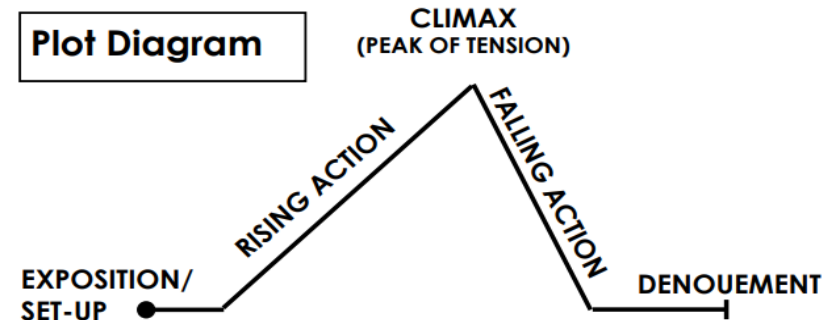 Plot Diagram
CLIMAX
(PEAK OF TENSION)
RISING ACTION
FALLING ACTION
EXPOSITION/
SET-UP
DENOUEMENT